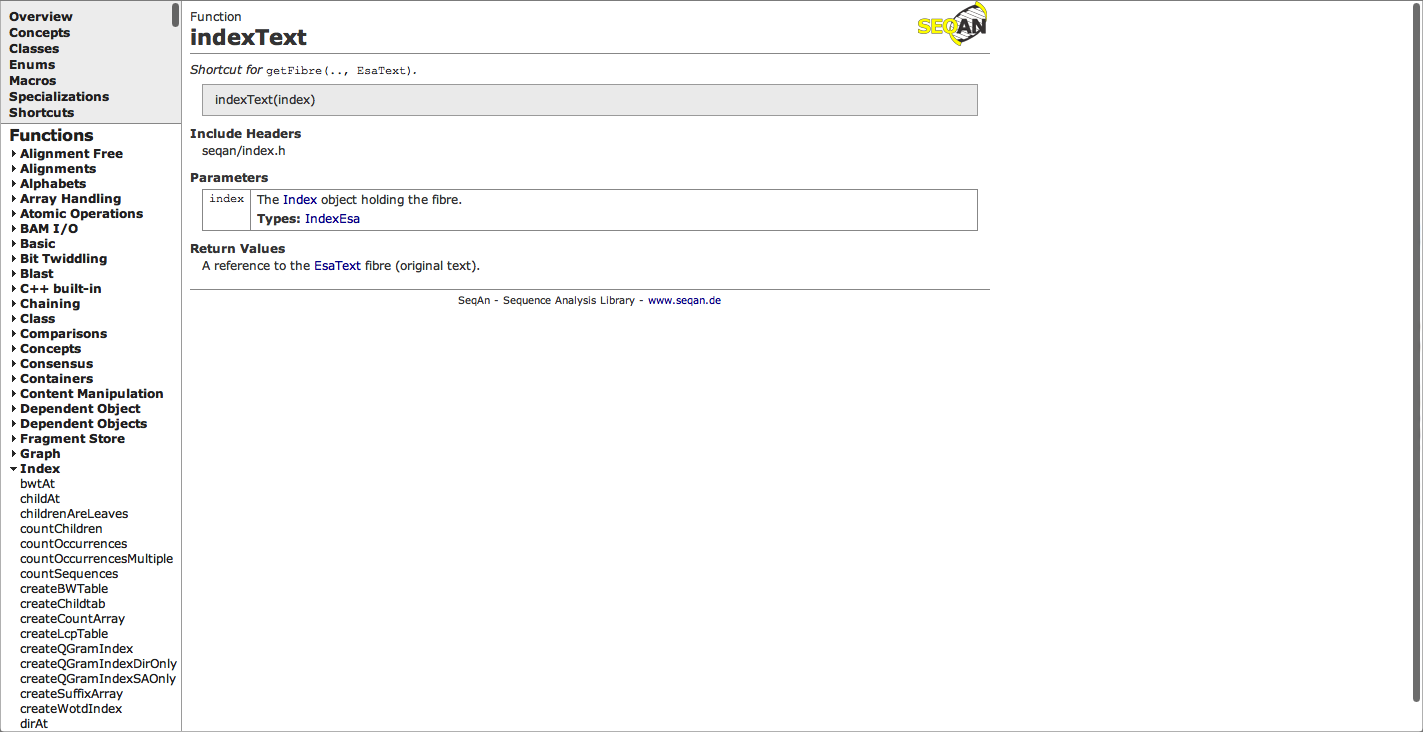 Overview
Concepts
Classes
Enums
Macros
Specializations
Shortcuts
Functions
Alignment Free
Alignments
Alphabets
Array Handling
Atomic Operations
BAM I/O
Basic
Bit Twiddling
Blast
C++ built-in
Chaining
Class
Comparisons
Concepts
Consensus
Containers
Content Manipulation
Dependent Object
Dependent Objects
Fragment Store
Graph
Index
bwtAt
childAt
childrenAreLeaves
countChildren
countOccurrences
countOccurrencesMultiple
countSequences
createBWTable
createChildtab
createCountArray
createLcpTable
createQGramIndex
createQGramIndexDirOnly
createQGramIndexSAOnly
createSuffixArray
createWotdIndex
dirAt
Function
indexText
SEQAN
Shortcut for getFibre(.., EsaText).
indexText(index)
Include Headers
seqan/index.h
Parameters
index The Index object holding the fibre.
Types: IndexEsa
Return Values
A reference to the EsaText fibre (original text).
SeqAn - Sequence Analysis Library - www.seqan.de